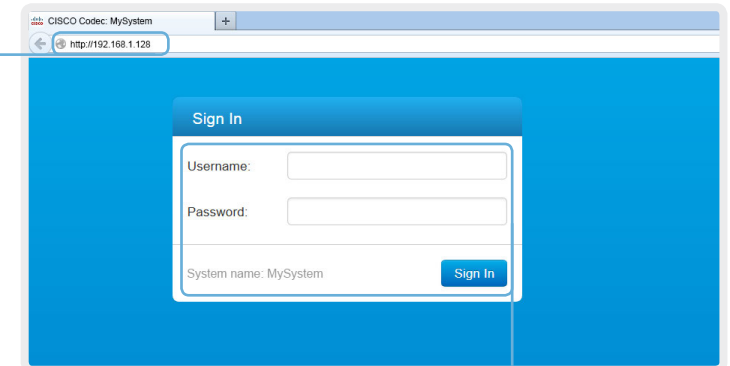 CISCO Codec: MySystem
+
http://192.168.1.128
Sign In
Username:
Password:
System name: MySystem
Sign In